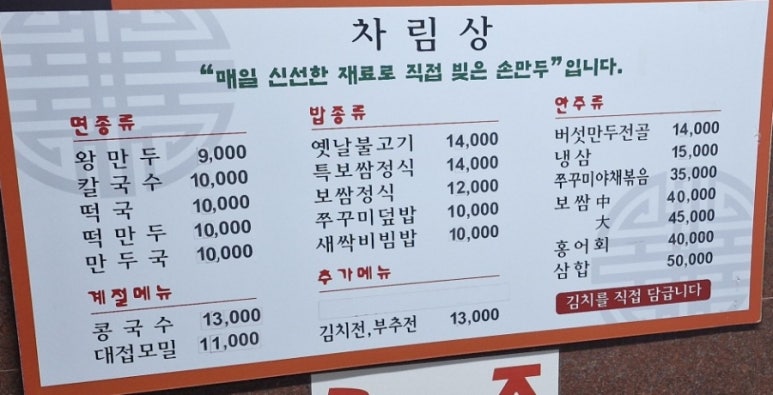 차림상
"매일 신선한 재료로 직접 빚은 손만두"입니다.
면종류
왕만두 9,000
칼국수 10,000
떡국 10,000
떡만두 10,000
만두국 10,000
계절메뉴
콩국수 13,000
대접모밀 11,000
밥종류
옛날불고기 14,000
특보쌈정식 14,000
보쌈정식 12,000
쭈꾸미덮밥 10,000
새싹비빔밥 10,000
추가메뉴
김치전,부추전 13,000
안주류
버섯만두전골 14,000
냉삼 15,000
쭈꾸미야채볶음 35,000
보쌈 中 40,000
大 45,000
홍어회 40,000
삼합 50,000
김치를 직접 담급니다